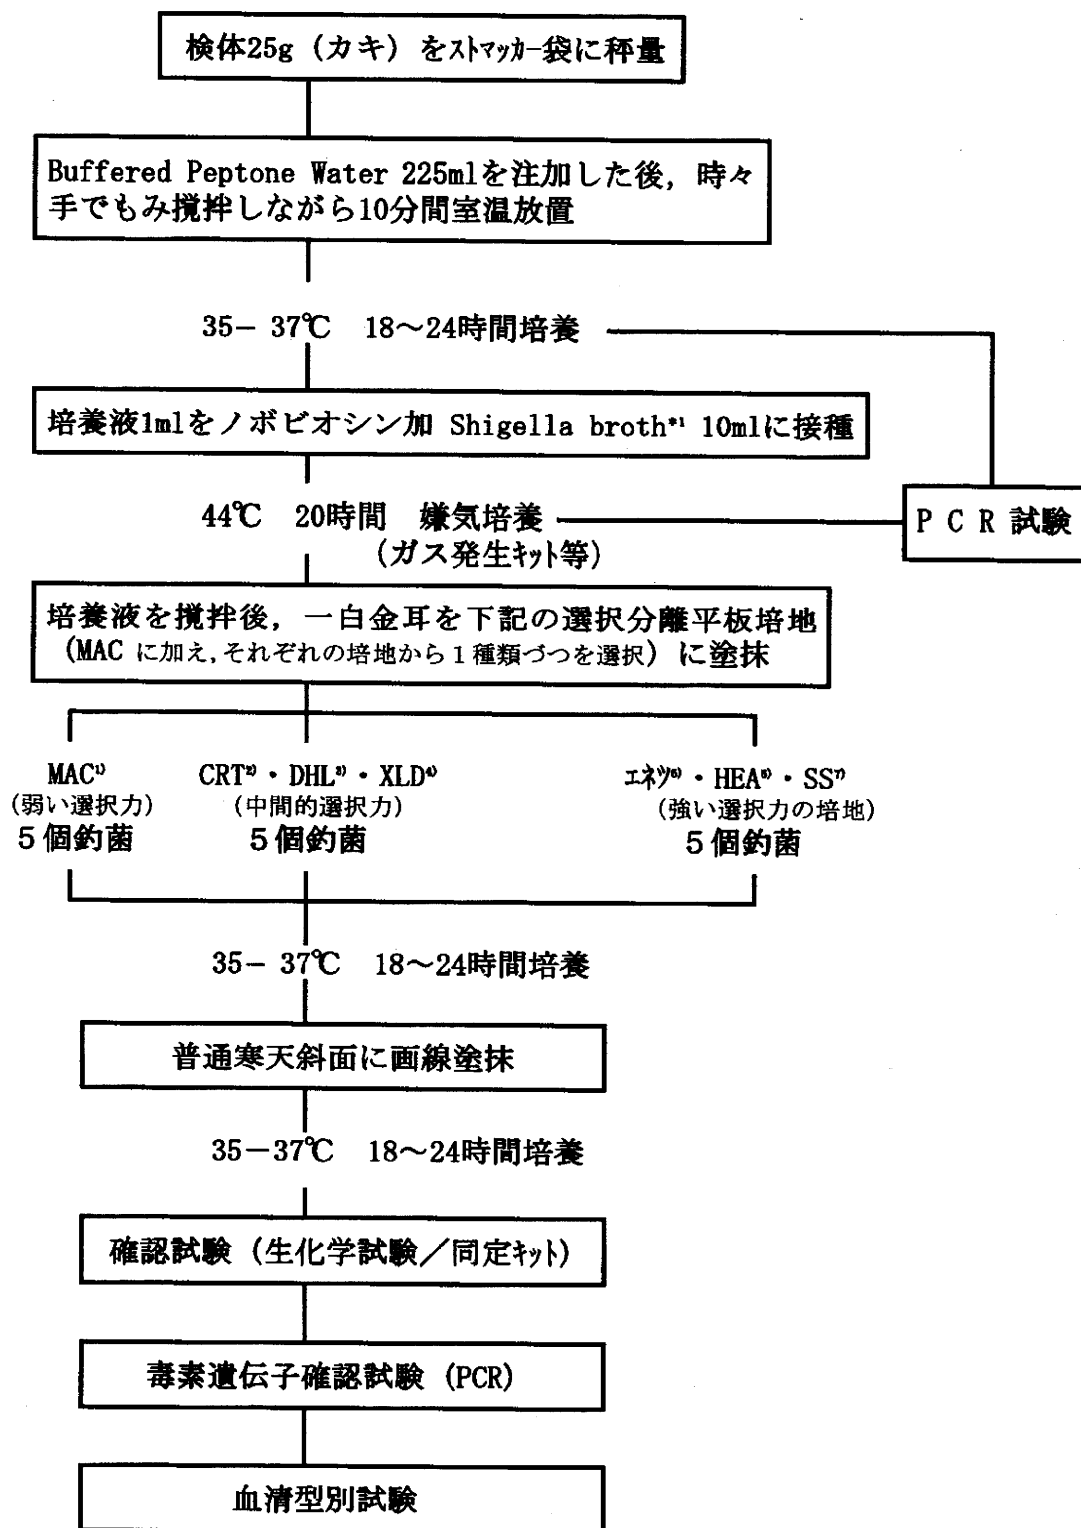 検体25g（カキ）をストマッカー袋に秤量
Buffered Peptone Water 225mlを注加した後，時々
手でもみ撹拌しながら10分間室温放置
35－37℃　18～24時間培養
培養液1mlをノボビオシン加 Shigella broth*1 10mlに接種
44℃　20時間　嫌気培養
（ガス発生キット等）
ＰＣＲ試験
培養液を撹拌後，一白金耳を下記の選択分離平板培地
（MAC に加え,それぞれの培地から１種類づつを選択）に塗抹
MAC1)
（弱い選択力）
５個釣菌
CRT2)・DHL3)・XLD4)
（中間的選択力）
５個釣菌
エネツ5)・HEA6)・SS7)
（強い選択力の培地）
５個釣菌
35－37℃　18～24時間培養
普通寒天斜面に画線塗抹
35－37℃　18～24時間培養
確認試験（生化学試験／同定キット）
毒素遺伝子確認試験（PCR）
血清型別試験